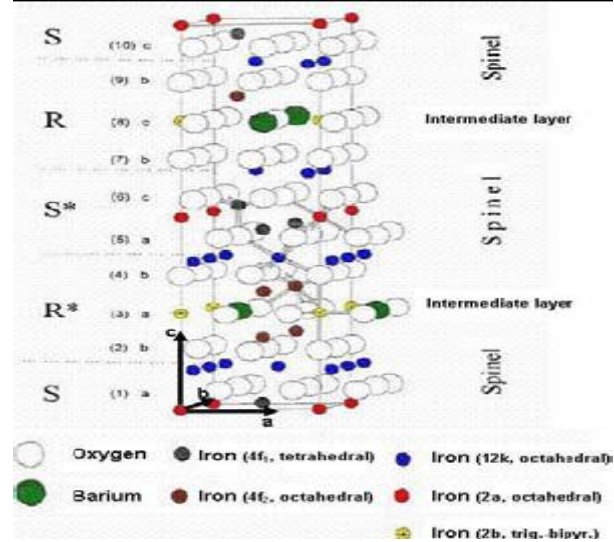 S
(10) c
Spinel
(9) b
R
(8) c
Intermediate layer
(7) b
S*
(6) c
Spinel
(5) a
(4) b
R*
(3) a
Intermediate layer
c
(2) b
b
S
(1) a
a
Spinel
Oxygen
Iron (4f₁, tetrahedral)
Iron (12k, octahedral)
Barium
Iron (4f₂, octahedral)
Iron (2a, octahedral)
Iron (2b, trig.-bipyr.)